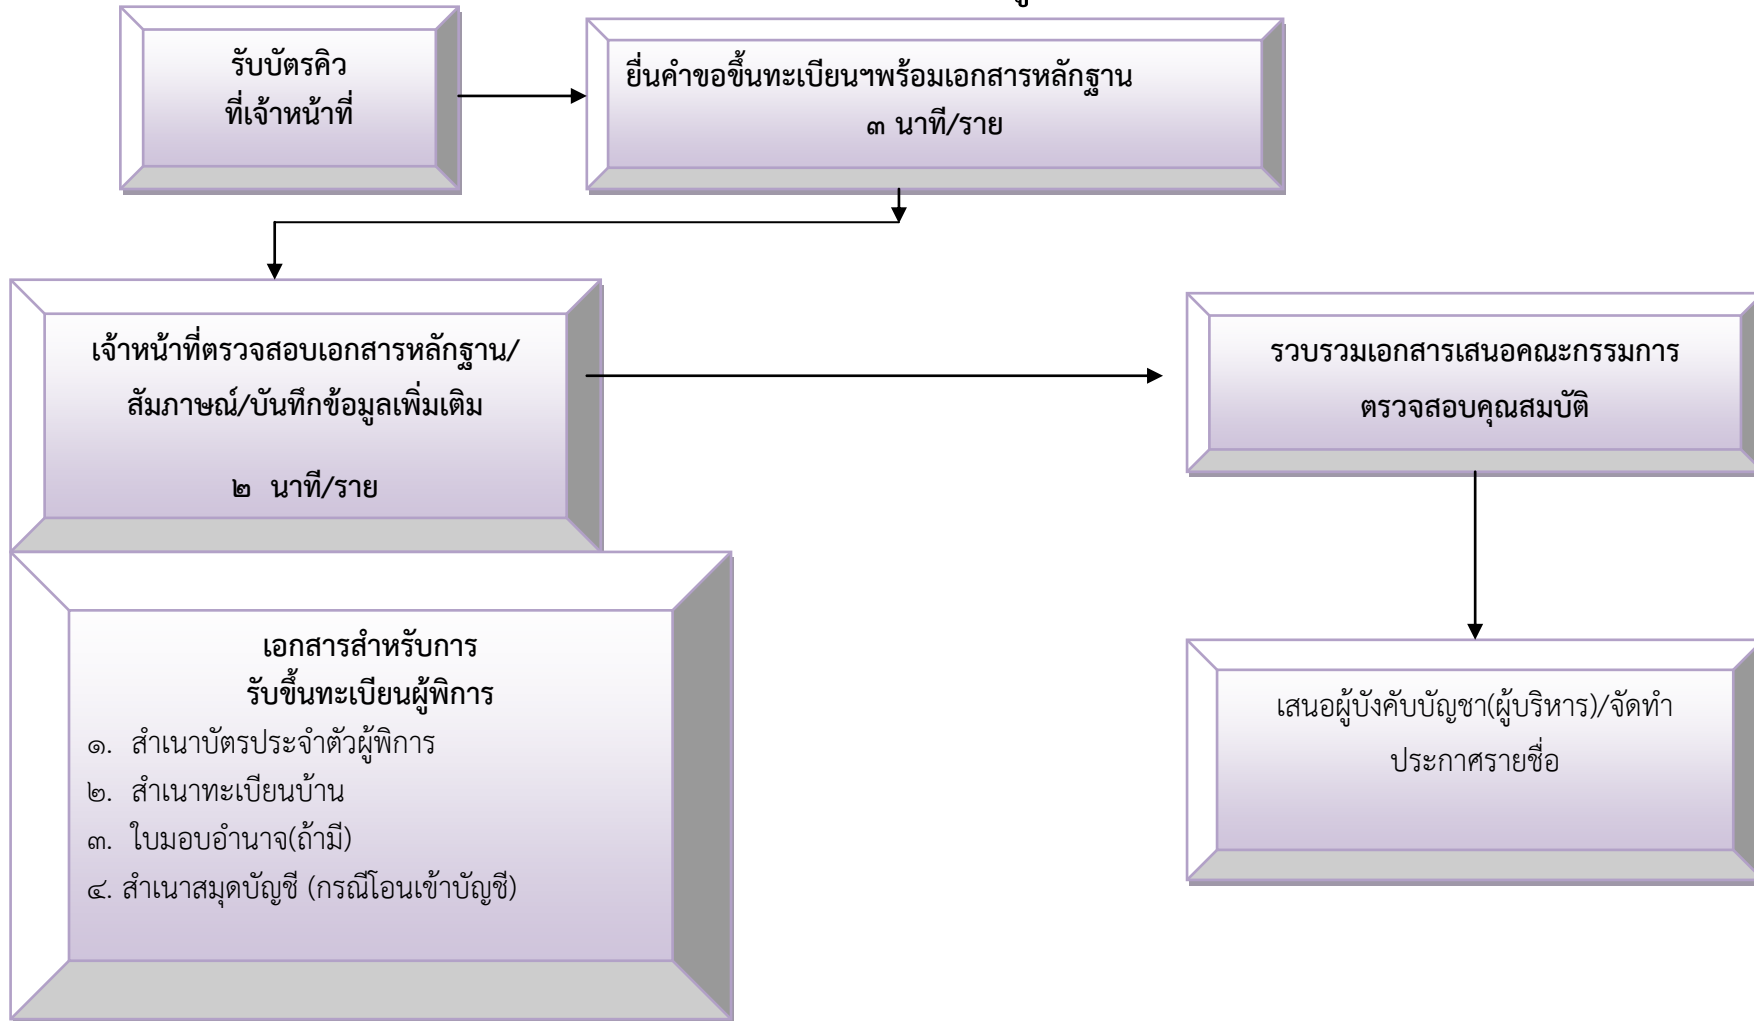 รับบัตรคิว
ที่เจ้าหน้าที่
ยื่นคำขอขึ้นทะเบียนฯพร้อมเอกสารหลักฐาน
๓ นาที/ราย
เจ้าหน้าที่ตรวจสอบเอกสารหลักฐาน/
สัมภาษณ์/บันทึกข้อมูลเพิ่มเติม
๒ นาที/ราย
รวบรวมเอกสารเสนอคณะกรรมการ
ตรวจสอบคุณสมบัติ
เอกสารสำหรับการ
รับขึ้นทะเบียนผู้พิการ
๑. สำเนาบัตรประจำตัวผู้พิการ
๒. สำเนาทะเบียนบ้าน
๓. ใบมอบอำนาจ(ถ้ามี)
๔. สำเนาสมุดบัญชี (กรณีโอนเข้าบัญชี)
เสนอผู้บังคับบัญชา(ผู้บริหาร)/จัดทำ
ประกาศรายชื่อ